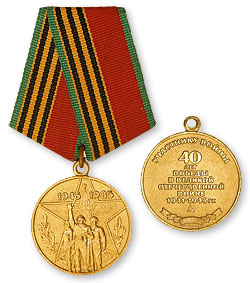 1945 1985
УЧАСТНИКУ ВОЙНЫ
40
ЛЕТ
ПОБЕДЫ
В ВЕЛИКОЙ
ОТЕЧЕСТВЕННОЙ
ВОЙНЕ
1941-1945 гг.